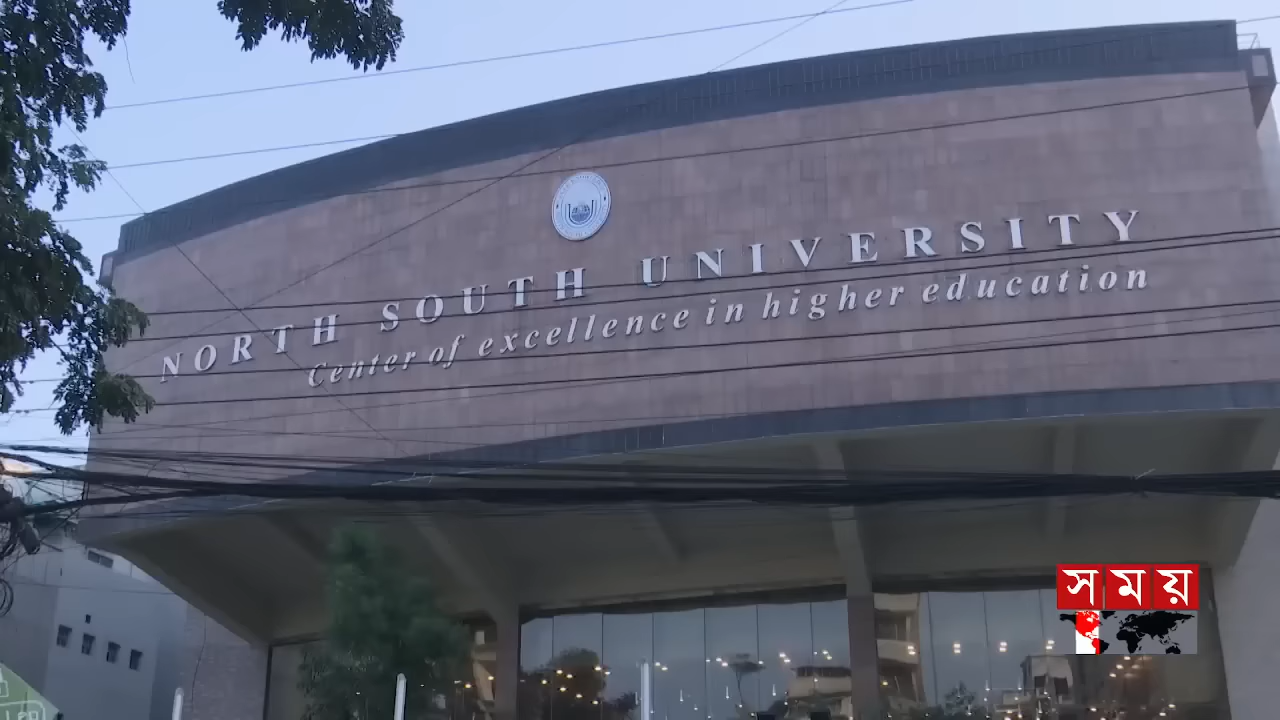 NORTH SOUTH UNIVERSITY
Center of excellence in higher education
সময়